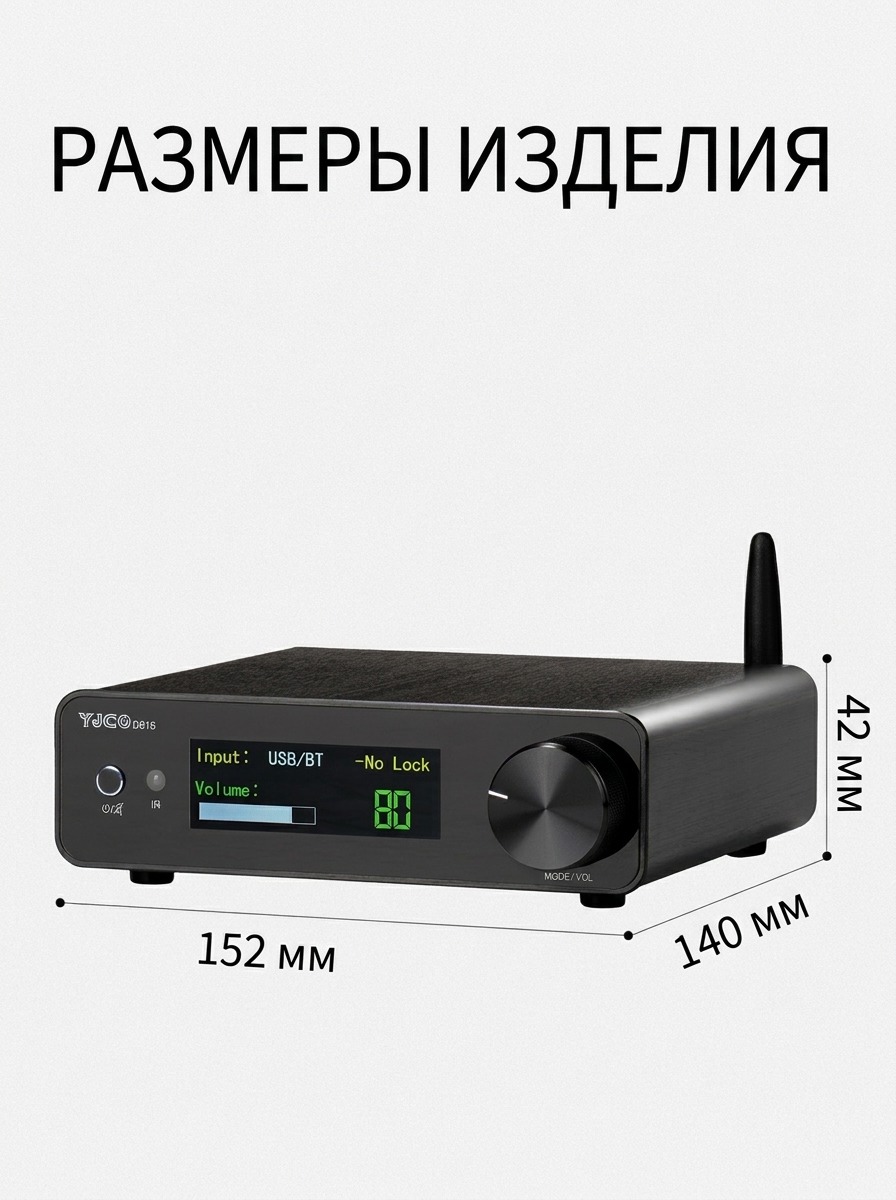 РАЗМЕРЫ ИЗДЕЛИЯ
YJCO D816
Input: USB/BT -No Lock
Volume:
80
IR
MODE/VOL
42 мм
152 мм
140 мм